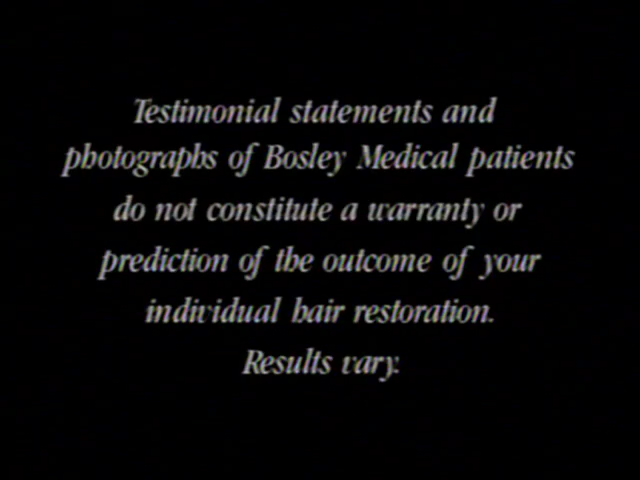 Testimonial statements and
photographs of Bosley Medical patients
do not constitute a warranty or
prediction of the outcome of your
individual hair restoration.
Results vary.